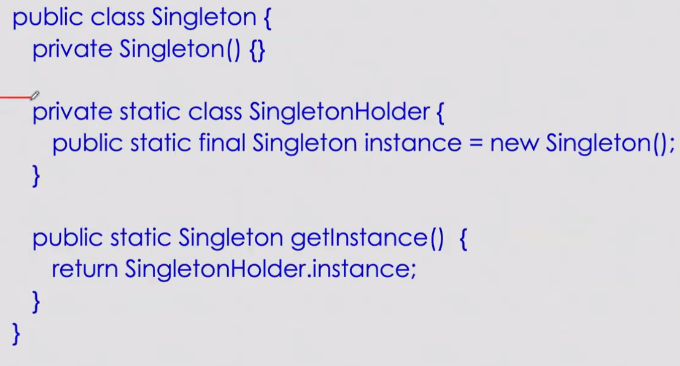 public class Singleton {
private Singleton() {}
private static class SingletonHolder {
public static final Singleton instance = new Singleton();
}
public static Singleton getInstance() {
return SingletonHolder.instance;
}
}